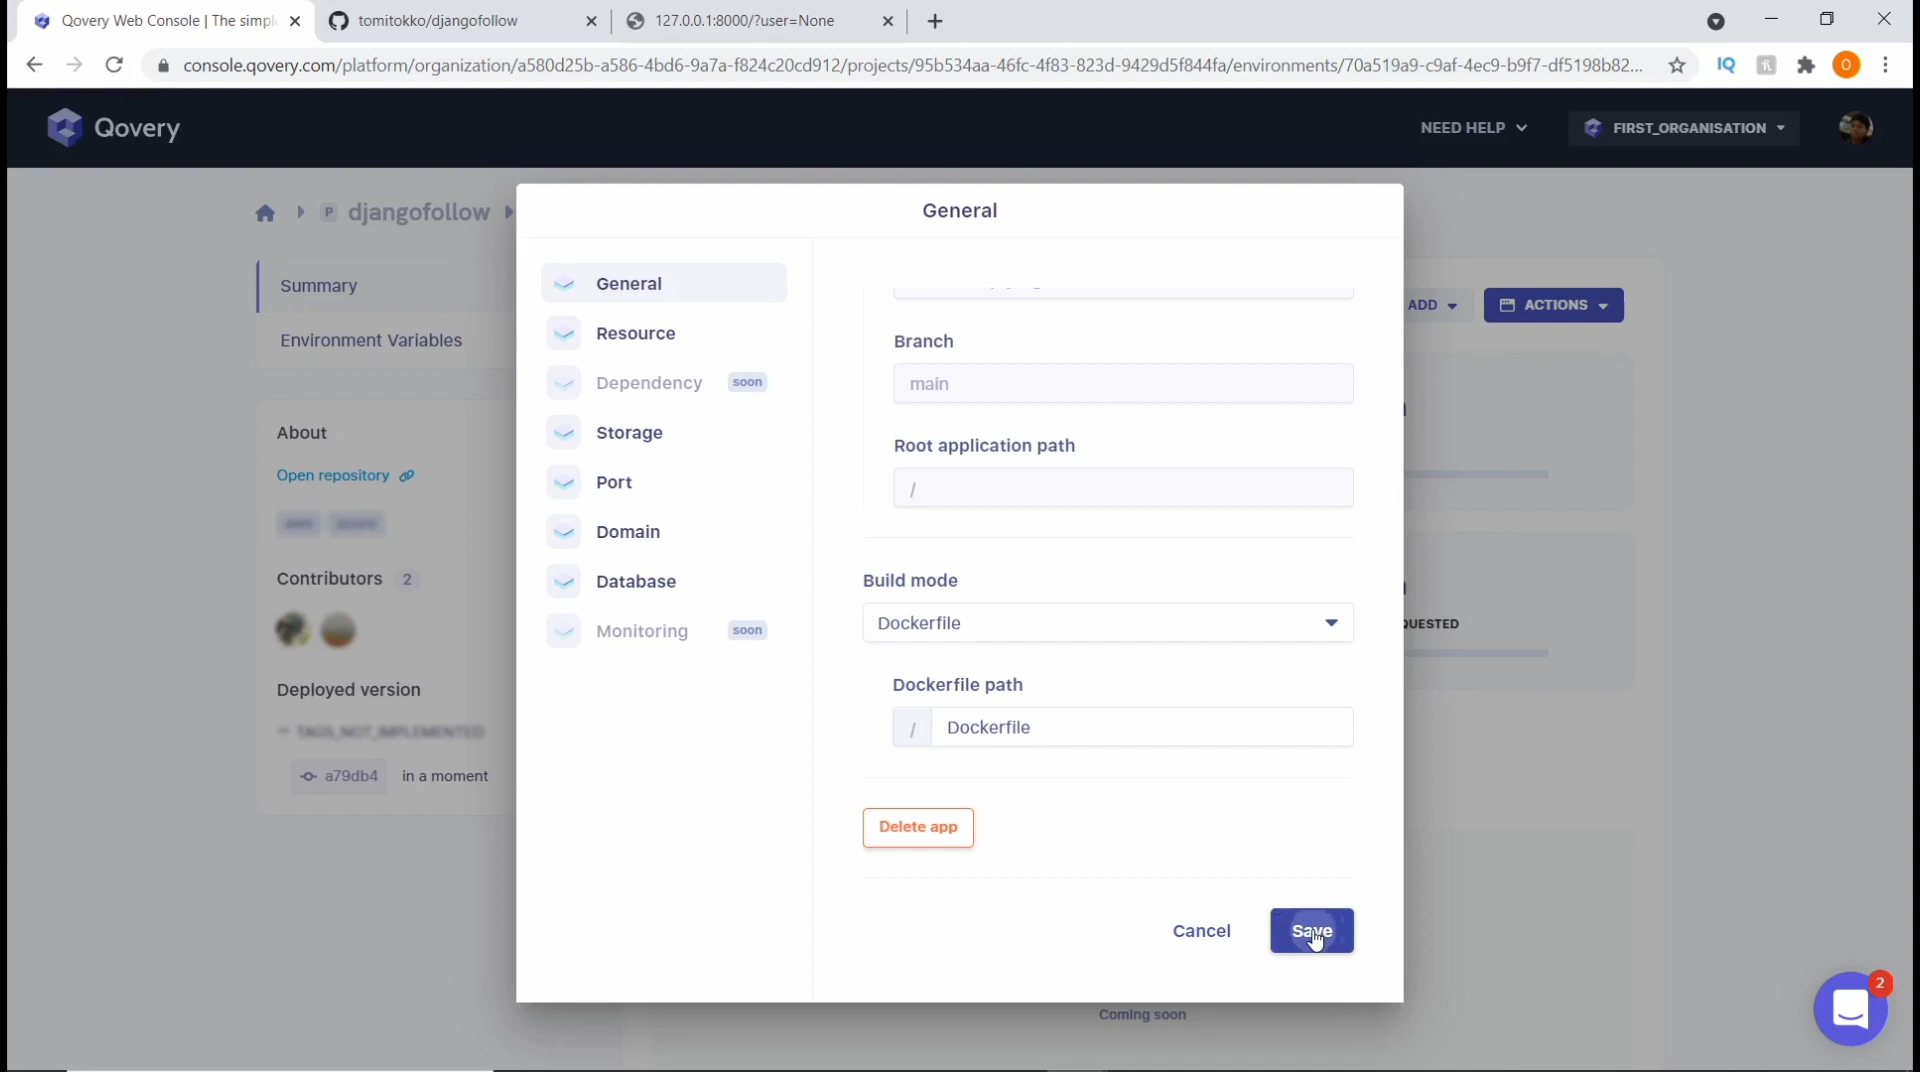 Qovery Web Console | The simple
tomitokko/djangofollow
127.0.0.1:8000/?user=None
console.qovery.com/platform/organization/a580d25b-a586-4bd6-9a7a-f824c20cd912/projects/95b534aa-46fc-4f83-823d-9429d5f844fa/environments/70a519a9-c9af-4ec9-b9f7-df5198b82...
IQ
O
Qovery
NEED HELP
FIRST_ORGANISATION
P djangofollow
General
Summary
Environment Variables
General
Resource
Dependency soon
Storage
Port
Domain
Database
Monitoring soon
ADD
ACTIONS
Branch
main
Root application path
/
Build mode
Dockerfile
Dockerfile path
/ Dockerfile
Delete app
Cancel
Save
About
Open repository
Contributors 2
Deployed version
TAGS_NOT_IMPLEMENTED
a79db4 in a moment
QUESTED
Coming soon
2